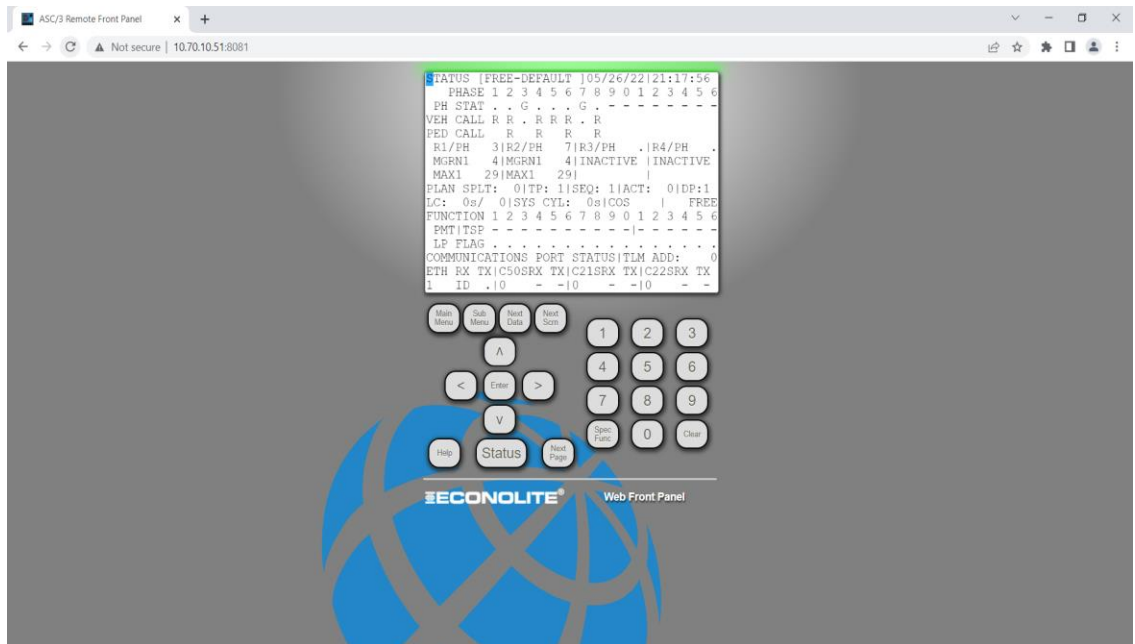 ASC/3 Remote Front Panel
Not secure | 10.70.10.51:8081
STATUS [FREE-DEFAULT ]05/26/22|21:17:56
PHASE 1 2 3 4 5 6 7 8 9 0 1 2 3 4 5 6
PH STAT . . G . . . G . - - - - - - - -
VEH CALL R R . R R R . R
PED CALL R R R R
R1/PH 3|R2/PH 7|R3/PH .|R4/PH .
MGRN1 4|MGRN1 4|INACTIVE |INACTIVE
MAX1 29|MAX1 29| |
PLAN SPLT: 0|TP: 1|SEQ: 1|ACT: 0|DP:1
LC: 0s/ 0|SYS CYL: 0s|COS | FREE
FUNCTION 1 2 3 4 5 6 7 8 9 0 1 2 3 4 5 6
PMT|TSP - - - - - - - - - -|- - - - - -
LP FLAG . . . . . . . . . . . . . . . .
COMMUNICATIONS PORT STATUS|TLM ADD: 0
ETH RX TX|C50SRX TX|C21SRX TX|C22SRX TX
1 ID .|0 - -|0 - -|0 - -
Main Menu
Sub Menu
Next Data
Next Scrn
1 2 3
4 5 6
< Enter >
7 8 9
Spec Func
0
Clear
Help
Status
Next Page
ECONOLITE®
Web Front Panel